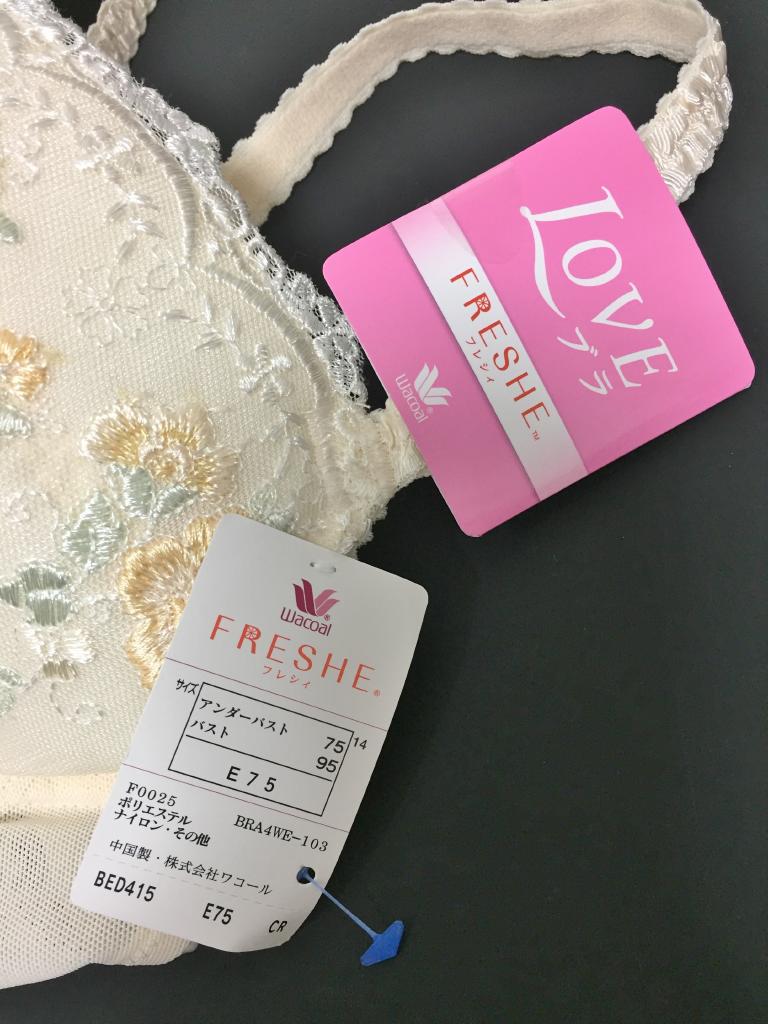 LOVE
ブラ
FRESHE™
フレシィ
Wacoal®
Wacoal®
FRESHE®
フレシィ
サイズ
アンダーバスト 75
バスト 95
14
E75
F0025
ポリエステル
ナイロン・その他 BRA4WE-103
中国製・株式会社ワコール
BED415 E75 CR